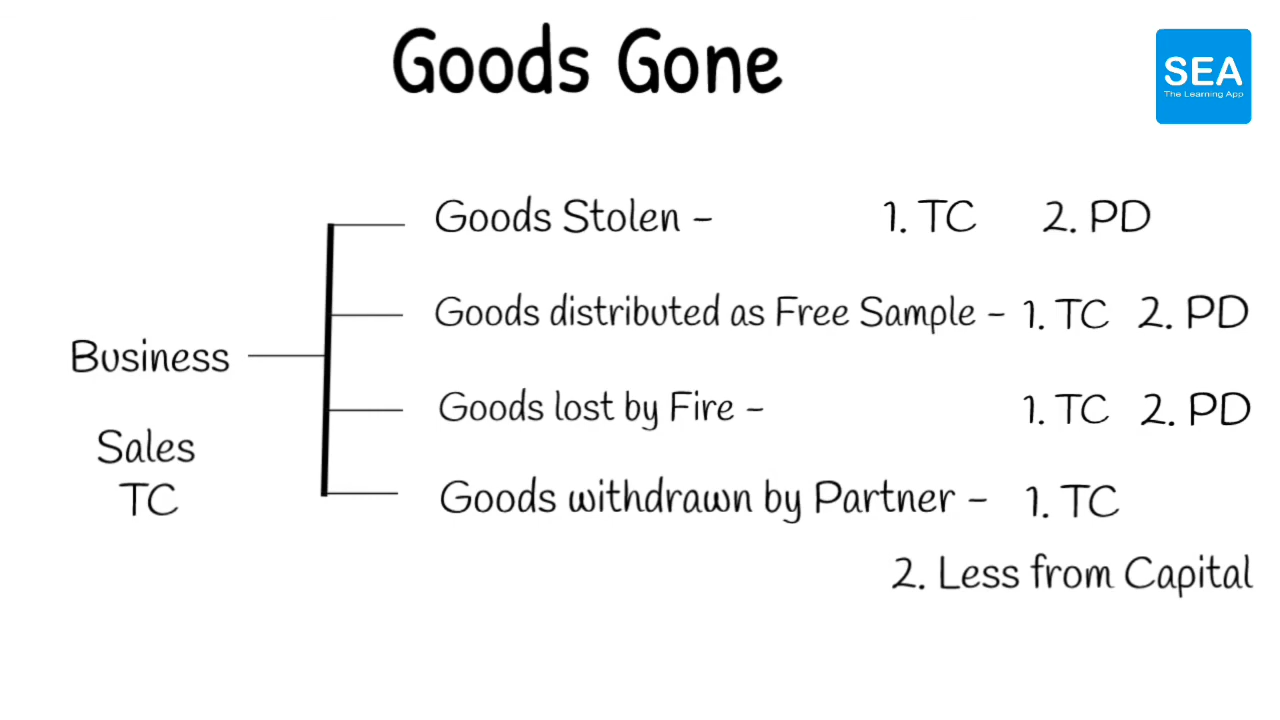 Goods Gone
SEA
The Learning App
Goods Stolen - 1. TC 2. PD
Goods distributed as Free Sample - 1. TC 2. PD
Business
Goods lost by Fire - 1. TC 2. PD
Sales
TC
Goods withdrawn by Partner - 1. TC
2. Less from Capital